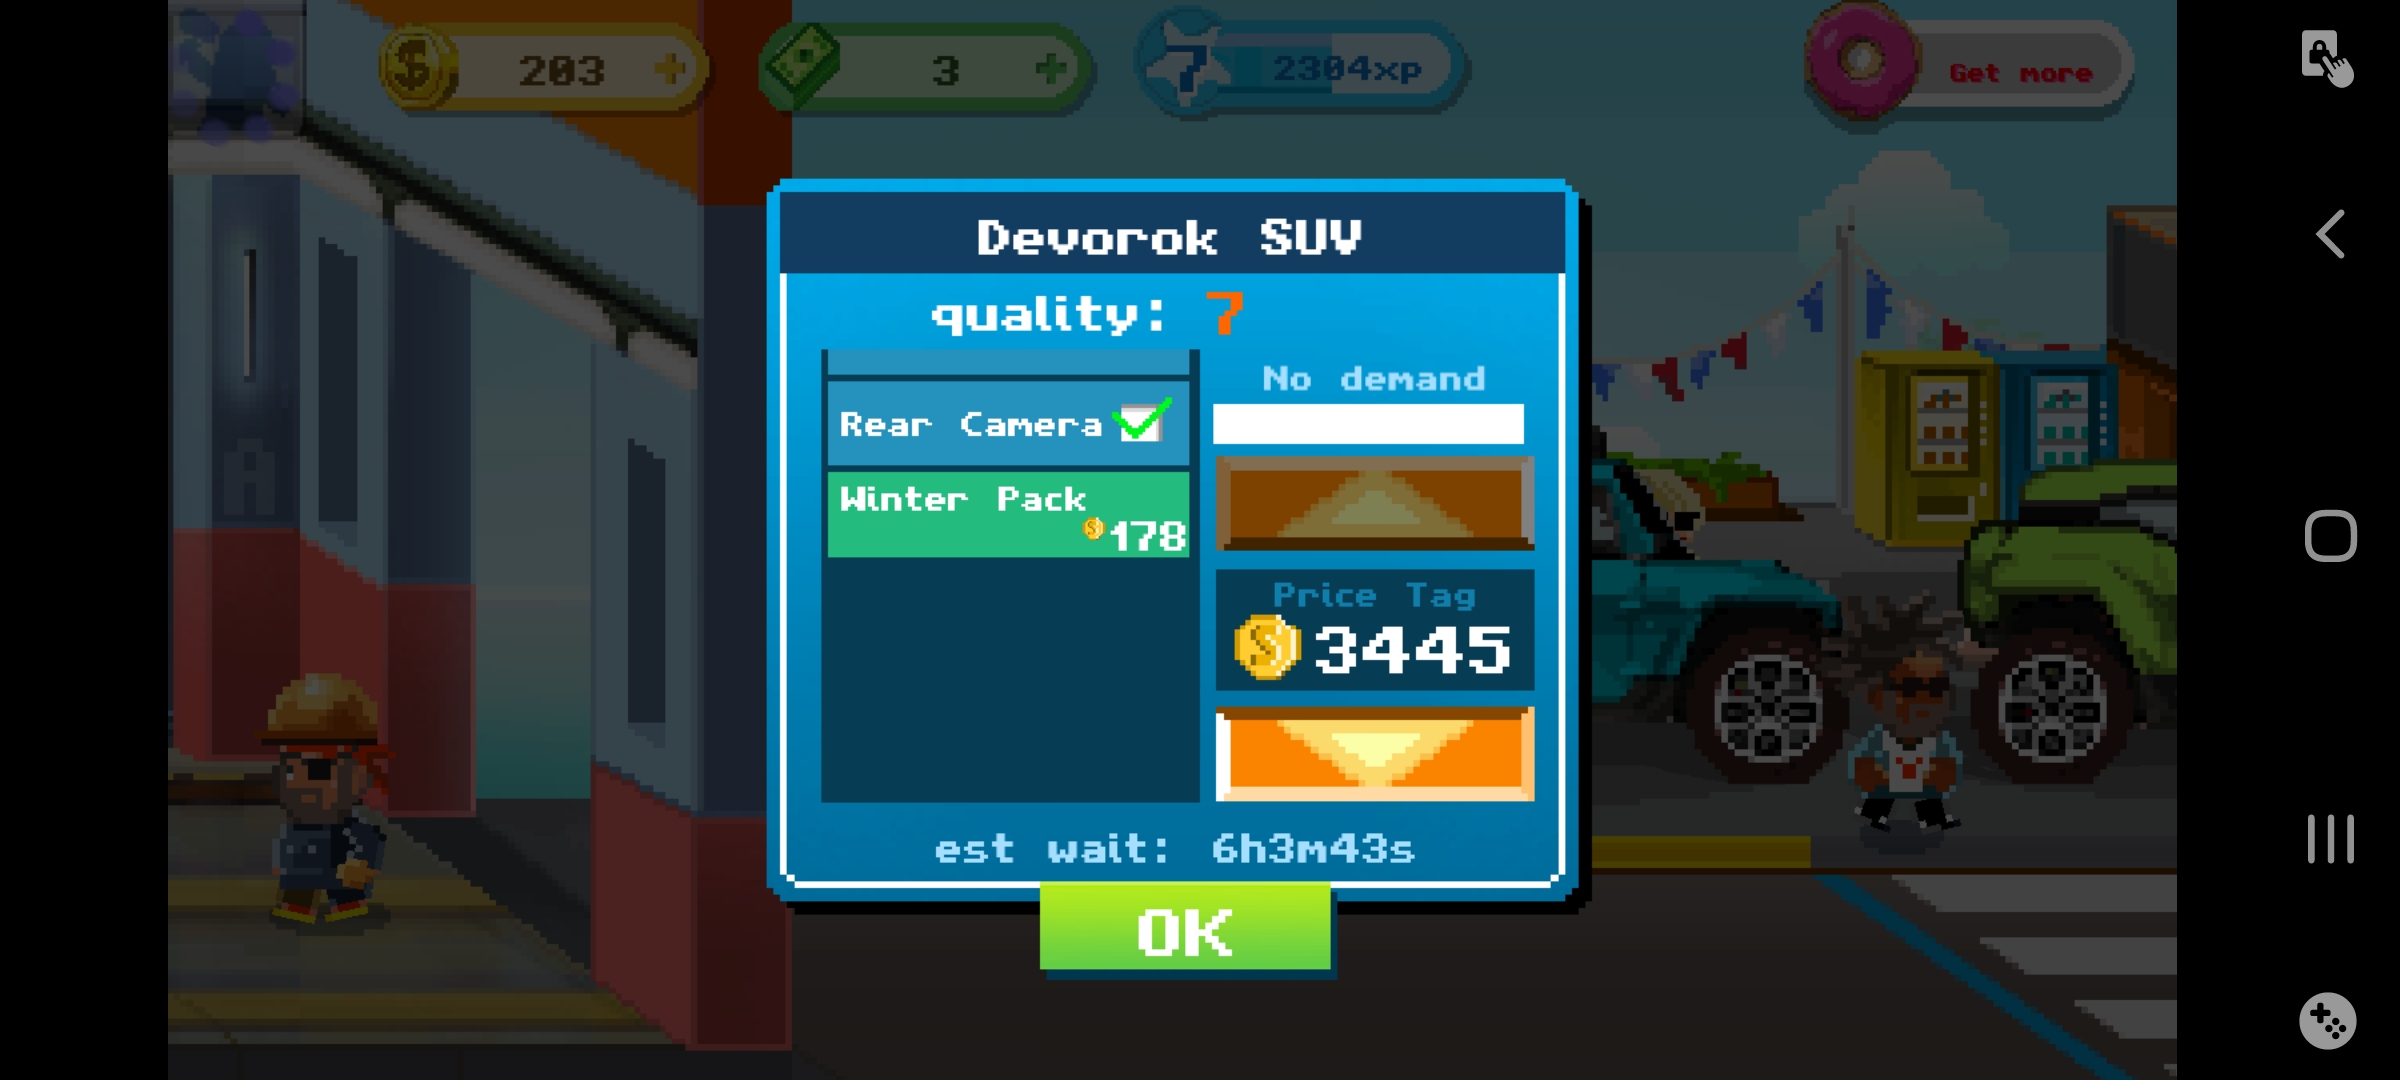 203 +
3 +
7 2304xp
Get more
Devorok SUV
quality: 7
No demand
Rear Camera
Winter Pack
178
Price Tag
3445
est wait: 6h3m43s
OK
A